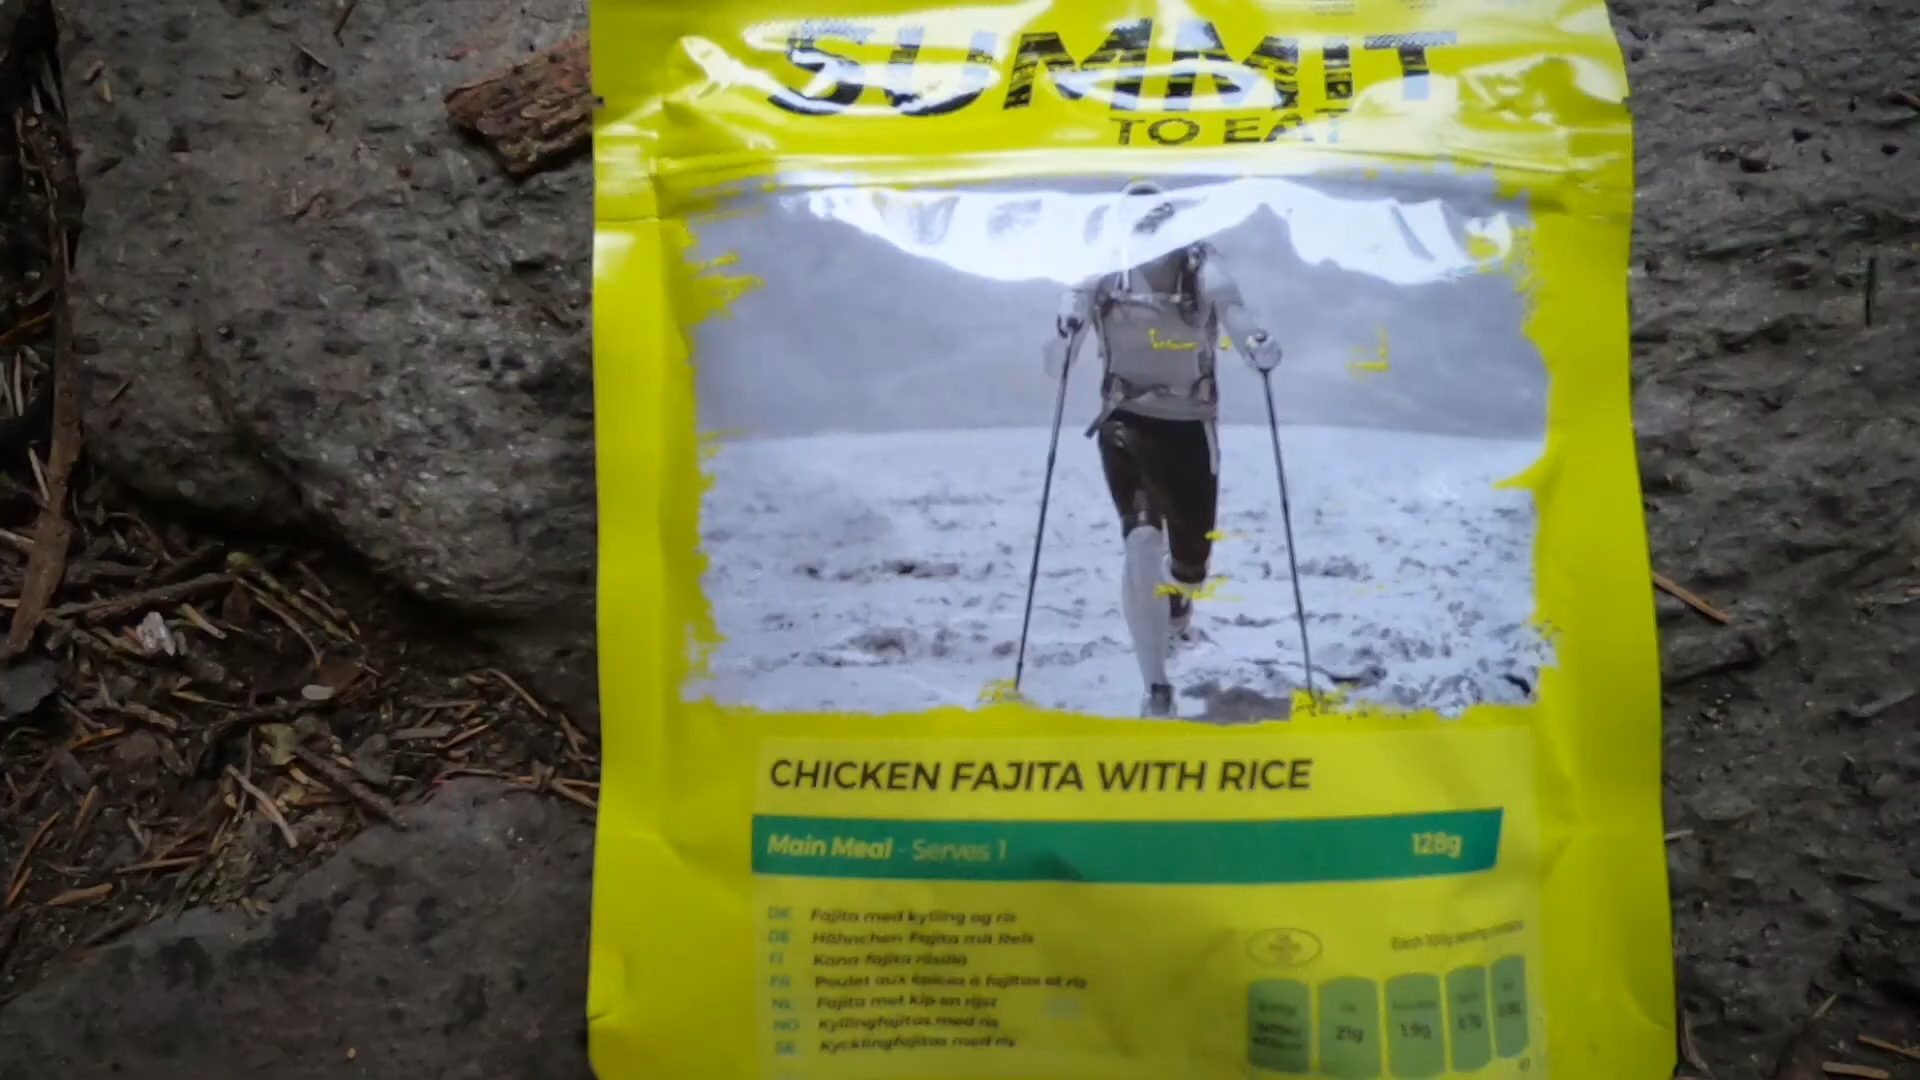 SUMMIT
TO EAT
CHICKEN FAJITA WITH RICE
Main Meal - Serves 1 128g
DK Fajita med kylling og ris
DE Hähnchen-Fajita mit Reis
FI Kana-fajita riisillä
FR Poulet aux épices à fajitas et riz
NL Fajita met kip en rijst
NO Kyllingfajitas med ris
SE Kycklingfajitas med ris
21g 1.9g